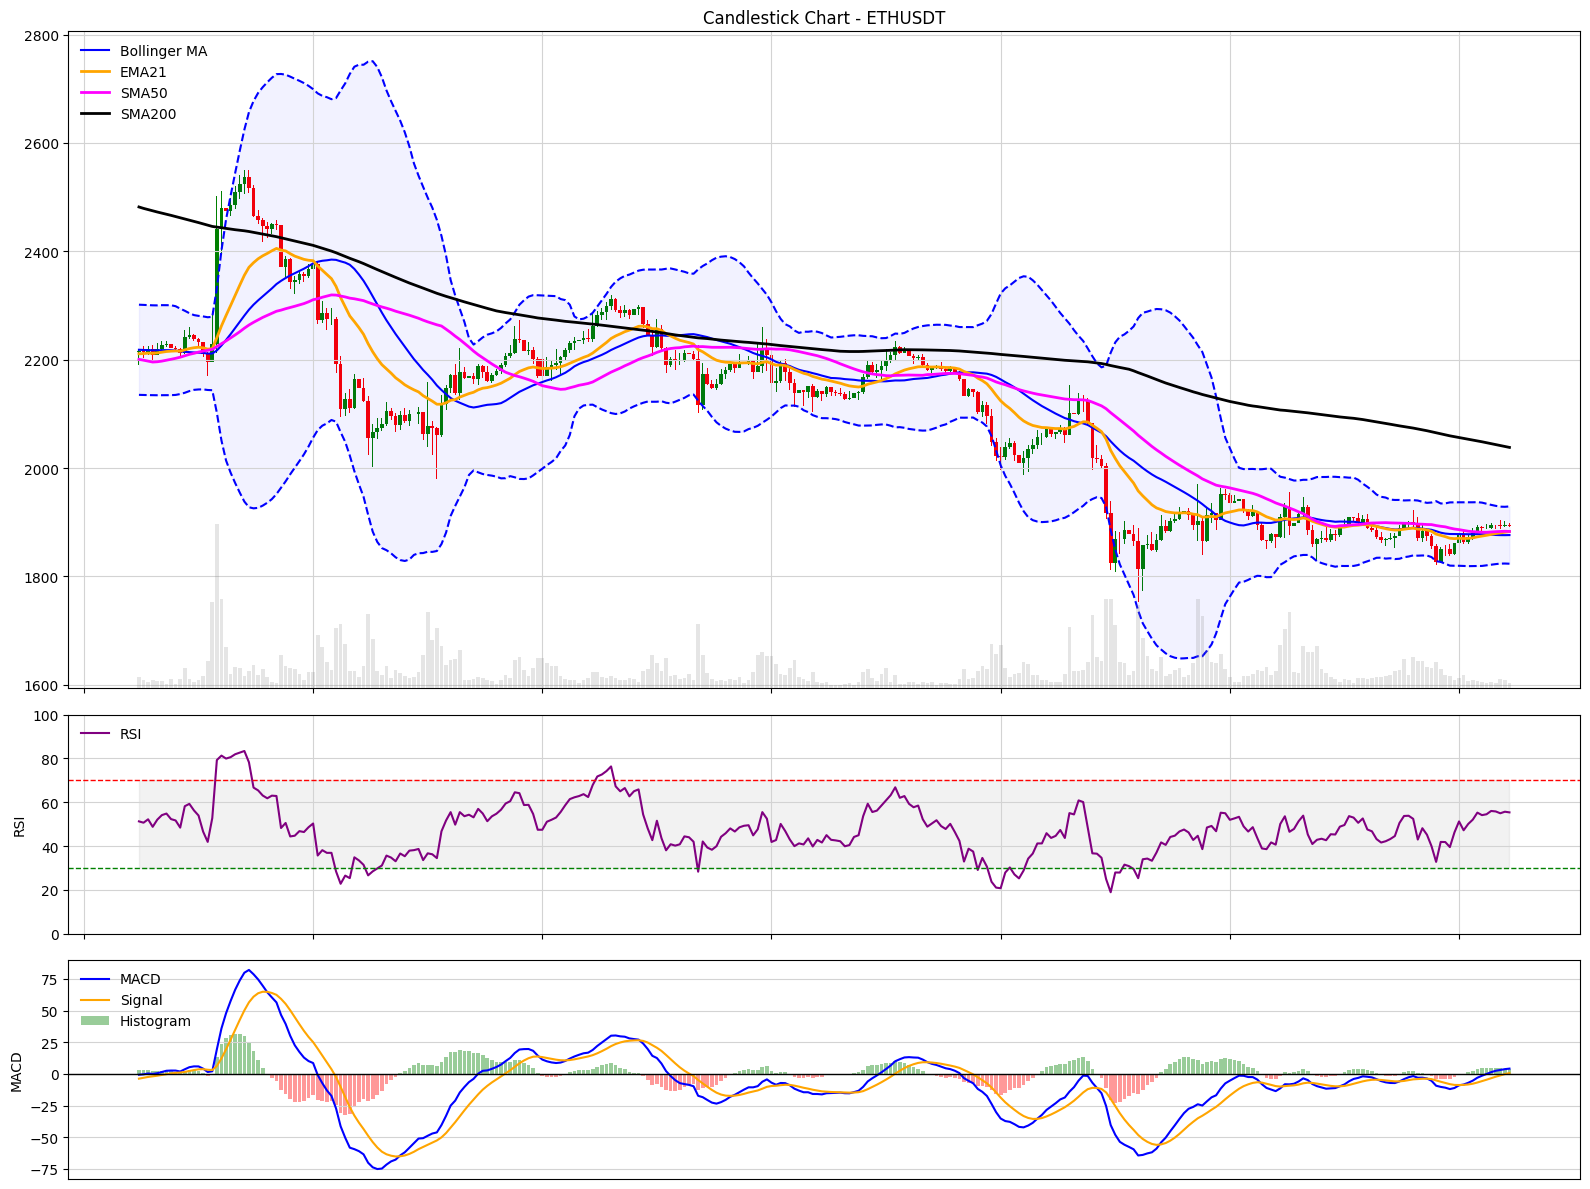 Candlestick Chart - ETHUSDT
2800
2600
2400
2200
2000
1800
1600
Bollinger MA
EMA21
SMA50
SMA200
100
80
60
40
20
0
RSI
RSI
75
50
25
0
−25
−50
−75
MACD
MACD
Signal
Histogram